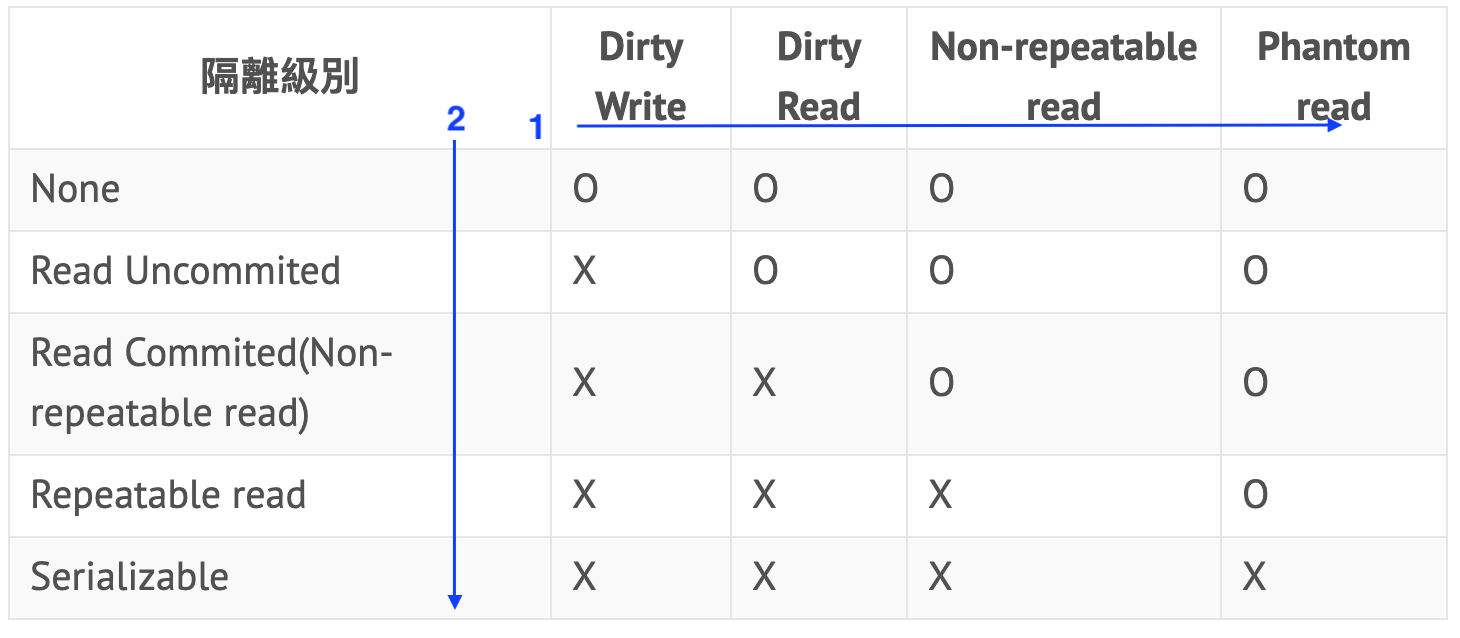 隔離級別 Dirty Write Dirty Read Non-repeatable read Phantom read
2 1
None O O O O
Read Uncommited X O O O
Read Commited(Non-
repeatable read) X X O O
Repeatable read X X X O
Serializable X X X X